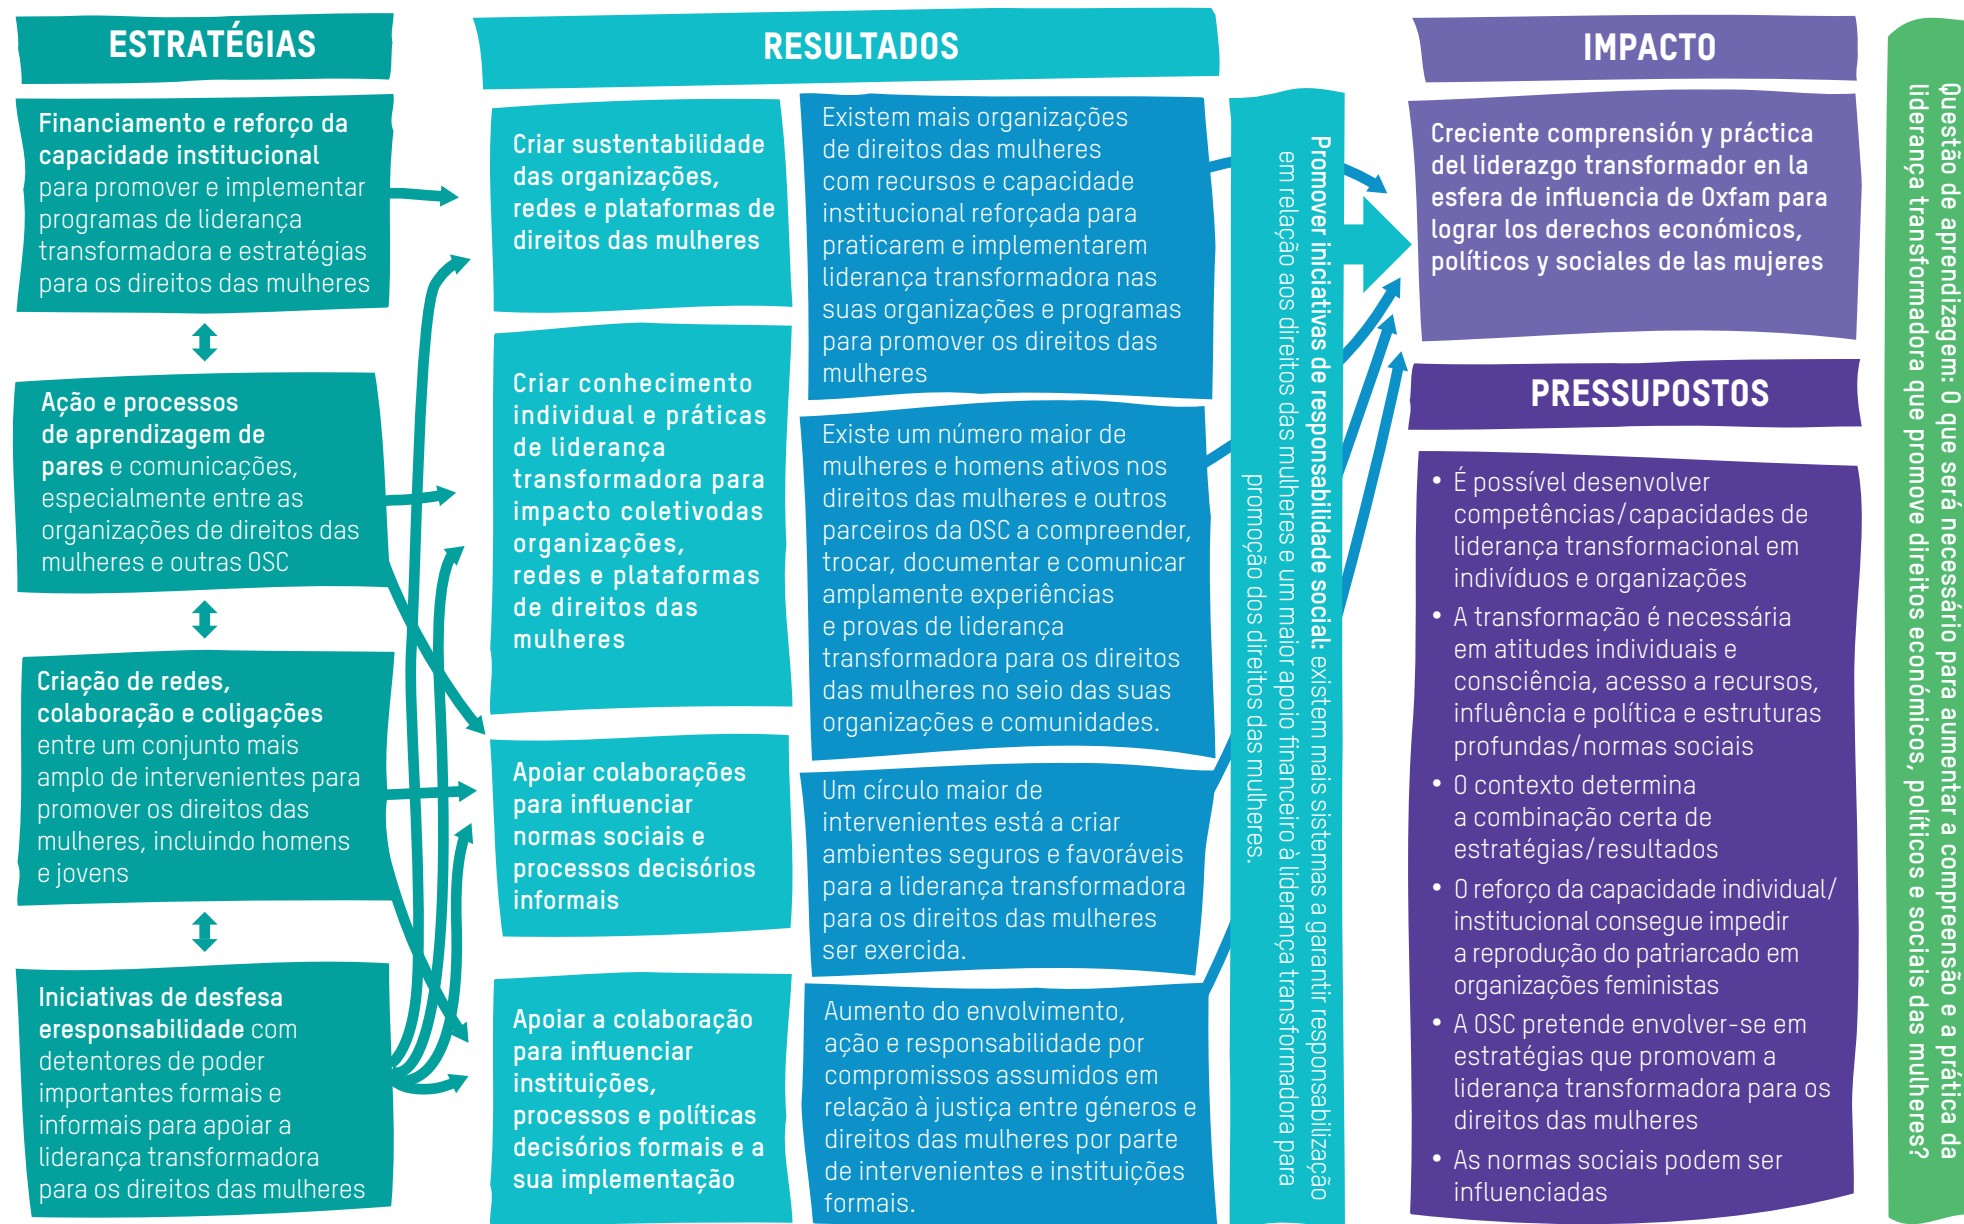 ESTRATÉGIAS
Financiamento e reforço da
capacidade institucional
para promover e implementar
programas de liderança
transformadora e estratégias
para os direitos das mulheres
Ação e processos
de aprendizagem de
pares e comunicações,
especialmente entre as
organizações de direitos das
mulheres e outras OSC
Criação de redes,
colaboração e coligações
entre um conjunto mais
amplo de intervenientes para
promover os direitos das
mulheres, incluindo homens
e jovens
Iniciativas de desfesa
eresponsabilidade com
detentores de poder
importantes formais e
informais para apoiar a
liderança transformadora
para os direitos das mulheres
RESULTADOS
Criar sustentabilidade
das organizações,
redes e plataformas de
direitos das mulheres
Criar conhecimento
individual e práticas
de liderança
transformadora para
impacto coletivodas
organizações,
redes e plataformas
de direitos das
mulheres
Apoiar colaborações
para influenciar
normas sociais e
processos decisórios
informais
Apoiar a colaboração
para influenciar
instituições,
processos e políticas
decisórios formais e a
sua implementação
Existem mais organizações
de direitos das mulheres
com recursos e capacidade
institucional reforçada para
praticarem e implementarem
liderança transformadora nas
suas organizações e programas
para promover os direitos das
mulheres
Existe um número maior de
mulheres e homens ativos nos
direitos das mulheres e outros
parceiros da OSC a compreender,
trocar, documentar e comunicar
amplamente experiências
e provas de liderança
transformadora para os direitos
das mulheres no seio das suas
organizações e comunidades.
Um círculo maior de
intervenientes está a criar
ambientes seguros e favoráveis
para a liderança transformadora
para os direitos das mulheres
ser exercida.
Aumento do envolvimento,
ação e responsabilidade por
compromissos assumidos em
relação à justiça entre géneros e
direitos das mulheres por parte
de intervenientes e instituições
formais.
Promover iniciativas de responsabilidade social: existem mais sistemas a garantir responsabilização
em relação aos direitos das mulheres e um maior apoio financeiro à liderança transformadora para
promoção dos direitos das mulheres.
IMPACTO
Creciente comprensión y práctica
del liderazgo transformador en la
esfera de influencia de Oxfam para
lograr los derechos económicos,
políticos y sociales de las mujeres
PRESSUPOSTOS
• É possível desenvolver
competências/capacidades de
liderança transformacional em
indivíduos e organizações
• A transformação é necessária
em atitudes individuais e
consciência, acesso a recursos,
influência e política e estruturas
profundas/normas sociais
• O contexto determina
a combinação certa de
estratégias/resultados
• O reforço da capacidade individual/
institucional consegue impedir
a reprodução do patriarcado em
organizações feministas
• A OSC pretende envolver-se em
estratégias que promovam a
liderança transformadora para os
direitos das mulheres
• As normas sociais podem ser
influenciadas
Questão de aprendizagem: O que será necessário para aumentar a compreensão e a prática da
liderança transformadora que promove direitos económicos, políticos e sociais das mulheres?